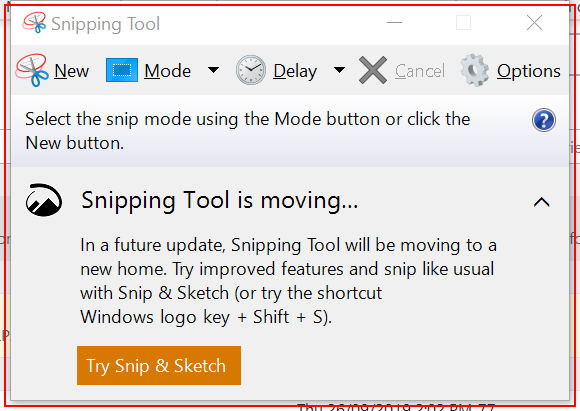 Snipping Tool
New Mode Delay Cancel Options
Select the snip mode using the Mode button or click the
New button.
Snipping Tool is moving...
In a future update, Snipping Tool will be moving to a
new home. Try improved features and snip like usual
with Snip & Sketch (or try the shortcut
Windows logo key + Shift + S).
Try Snip & Sketch
Thu 26/09/2019 2:02 PM 77